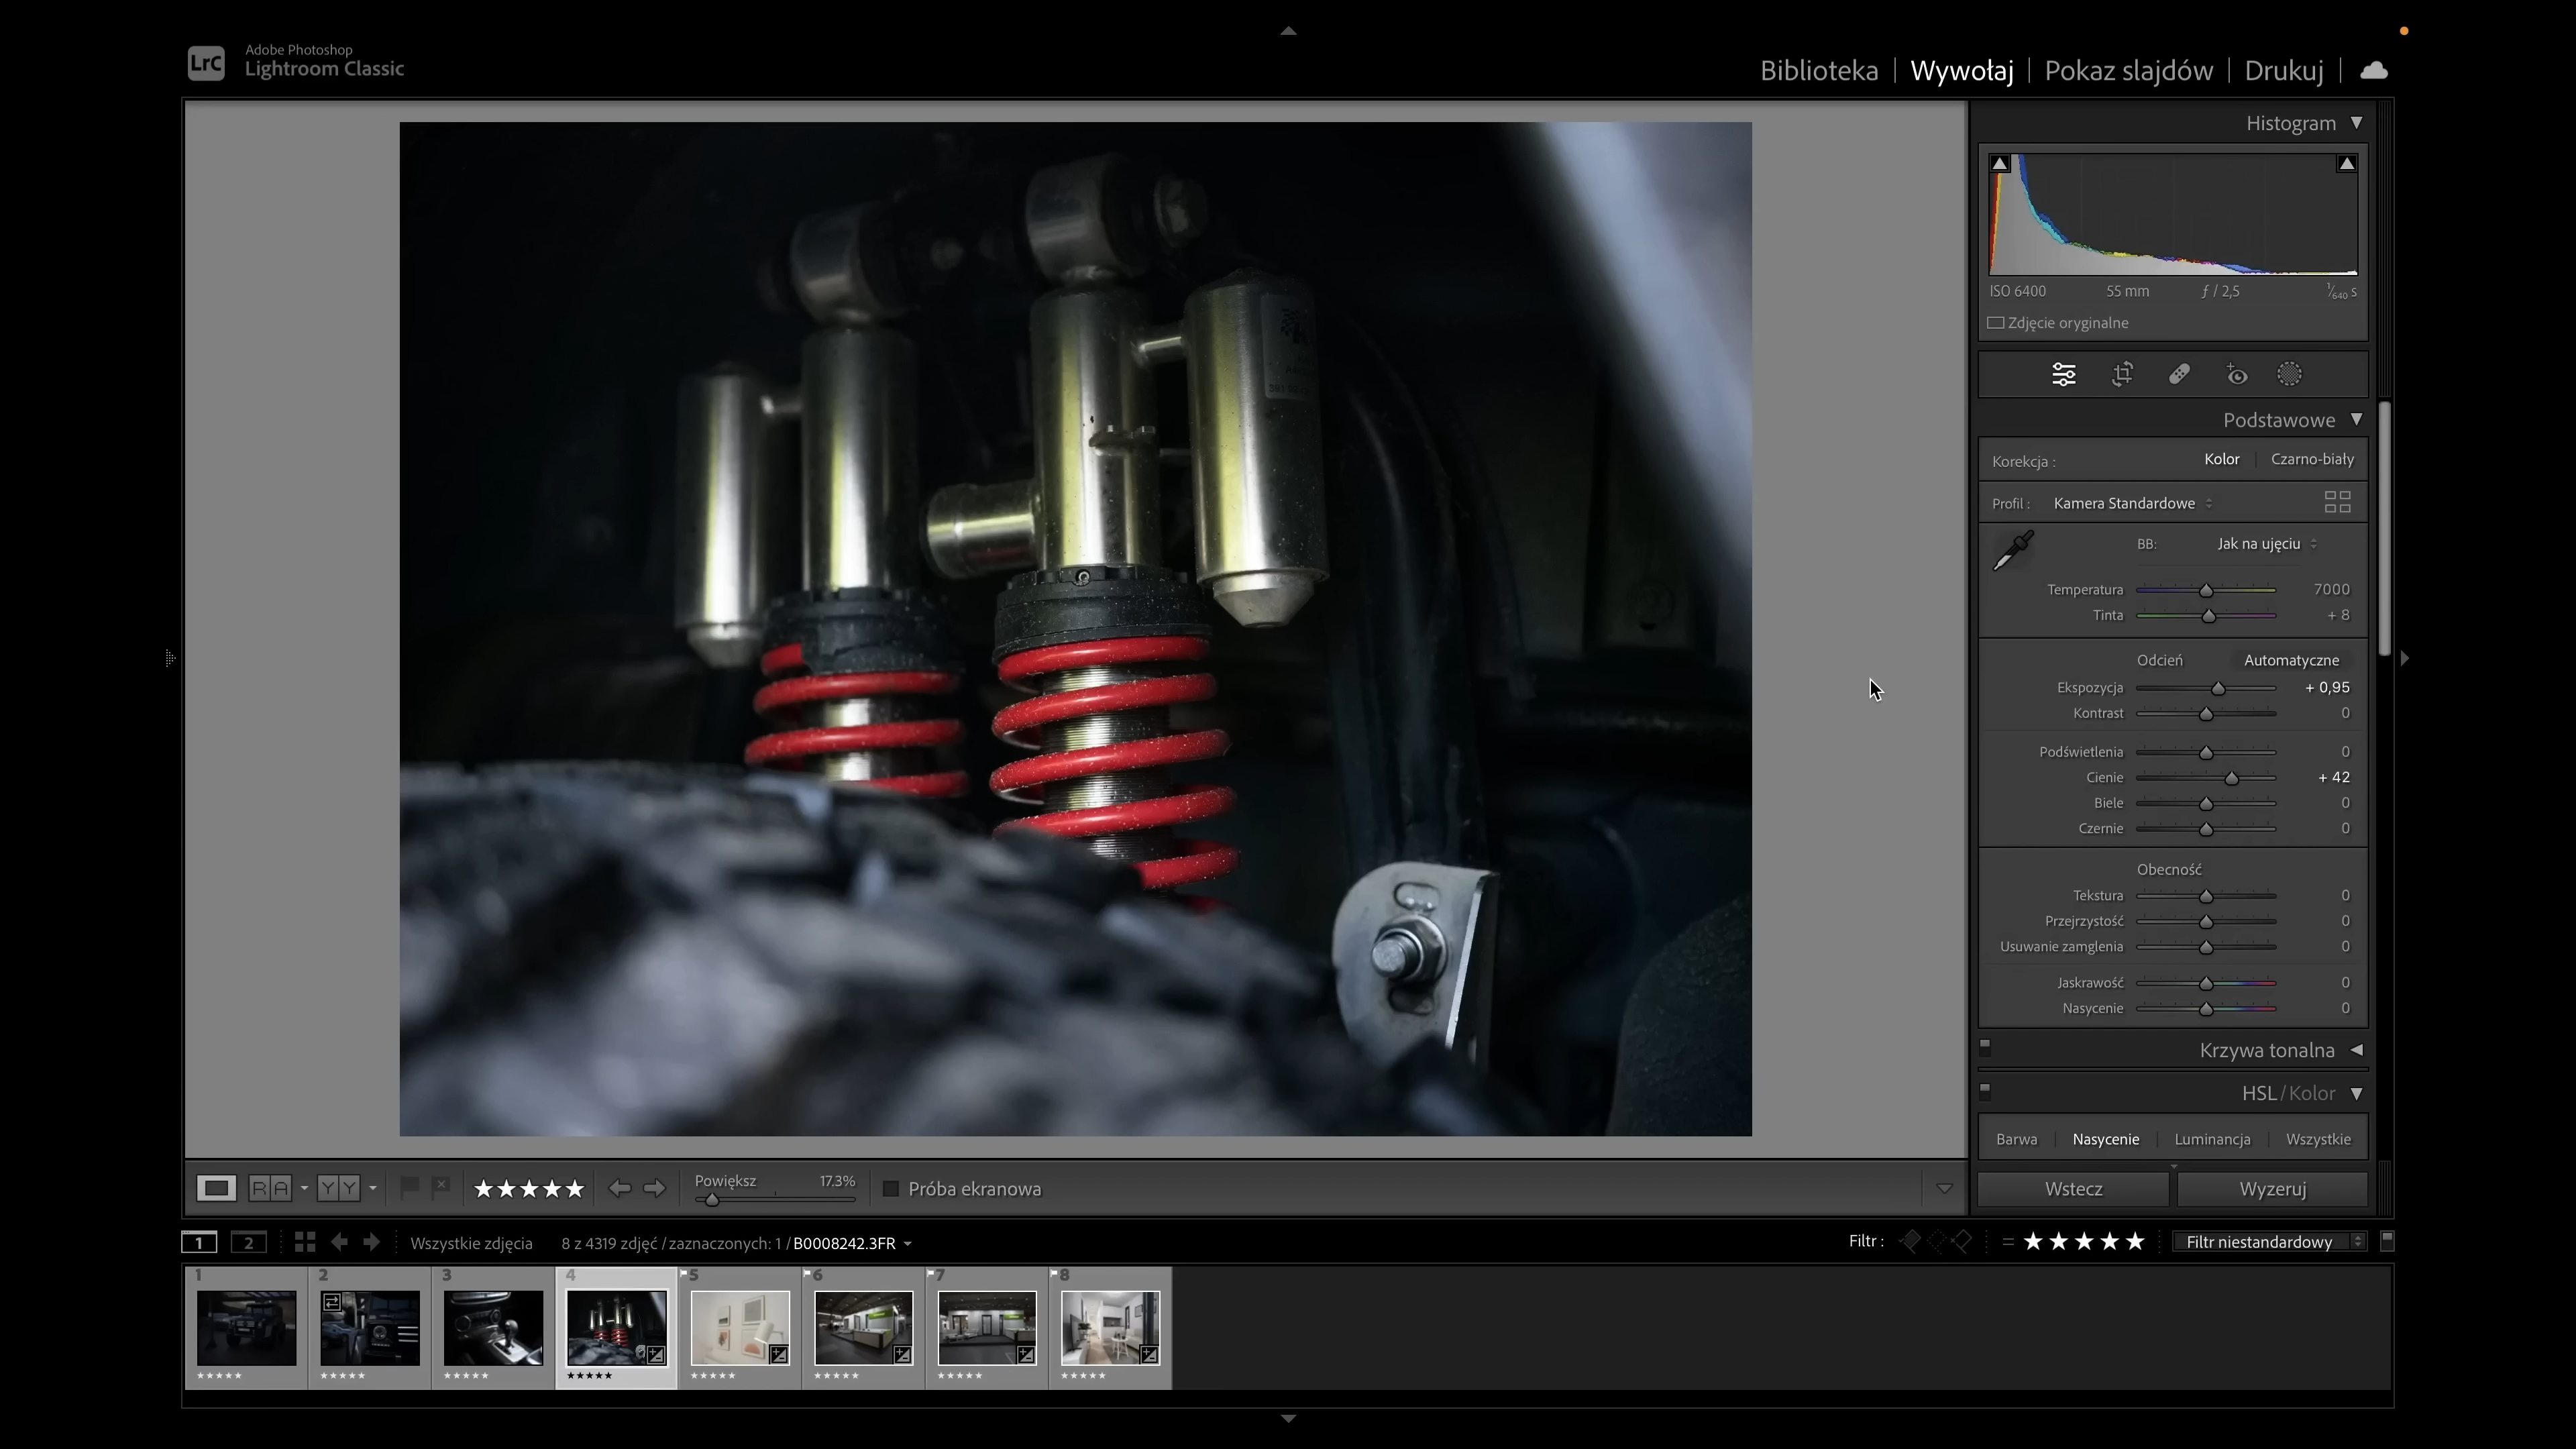 Adobe Photoshop
LrC Lightroom Classic
Biblioteka | Wywołaj | Pokaz slajdów | Drukuj |
Histogram
ISO 6400 55 mm ƒ / 2,5 1/640 s
Zdjęcie oryginalne
Podstawowe
Korekcja : Kolor | Czarno-biały
Profil : Kamera Standardowe
BB: Jak na ujęciu
Temperatura 7000
Tinta + 8
Odcień Automatyczne
Ekspozycja + 0,95
Kontrast 0
Podświetlenia 0
Cienie + 42
Biele 0
Czernie 0
Obecność
Tekstura 0
Przejrzystość 0
Usuwanie zamglenia 0
Jaskrawość 0
Nasycenie 0
Krzywa tonalna
HSL / Kolor
Barwa | Nasycenie | Luminancja | Wszystkie
Wstecz Wyzeruj
R A Y Y Powiększ 17.3% Próba ekranowa
1 2 Wszystkie zdjęcia 8 z 4319 zdjęć / zaznaczonych: 1 / B0008242.3FR Filtr : = ★★★★★ Filtr niestandardowy
1 2 3 4 5 6 7 8